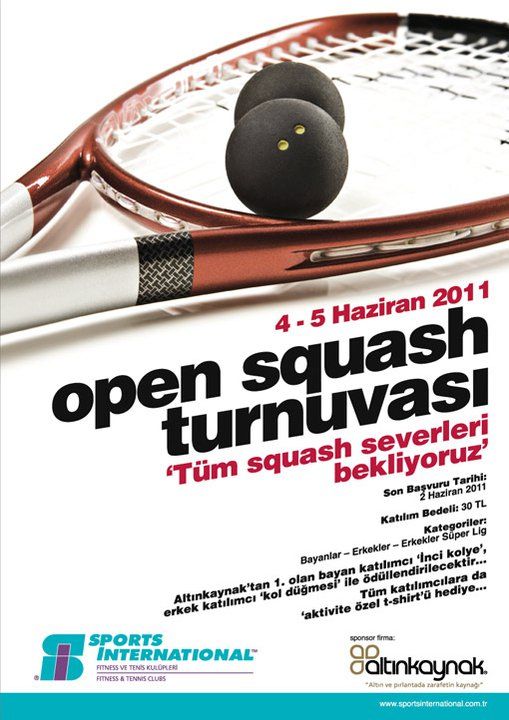 4 - 5 Haziran 2011
open squash
turnuvası
'Tüm squash severleri
bekliyoruz'
Son Başvuru Tarihi:
2 Haziran 2011
Katılım Bedeli: 30 TL
Kategoriler:
Bayanlar – Erkekler – Erkekler Süper Lig
Altınkaynak'tan 1. olan bayan katılımcı 'İnci kolye',
erkek katılımcı 'kol düğmesi' ile ödüllendirilecektir...
Tüm katılımcılara da
'aktivite özel t-shirt'ü hediye...
SPORTS
INTERNATIONAL™
FITNESS VE TENİS KULÜPLERİ
FITNESS & TENNIS CLUBS
®
sponsor firma:
altınkaynak®
"Altın ve pırlantada zarafetin kaynağı"
www.sportsinternational.com.tr